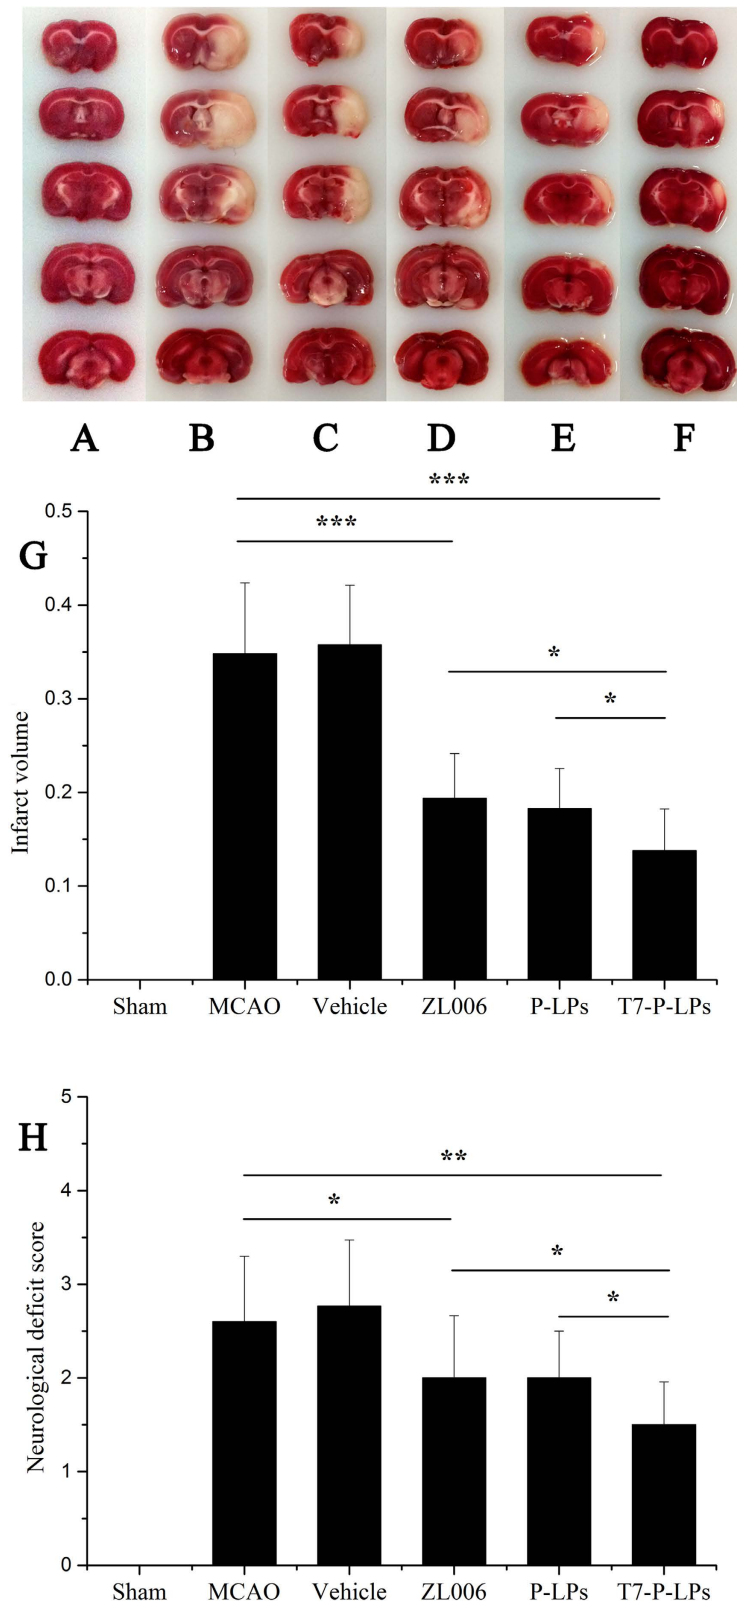 A B C D E F
***
***
*
*
G
0.5
0.4
0.3
0.2
0.1
0.0
Infarct volume
Sham MCAO Vehicle ZL006 P-LPs T7-P-LPs
H
**
*
*
*
5
4
3
2
1
0
Neurological deficit score
Sham MCAO Vehicle ZL006 P-LPs T7-P-LPs